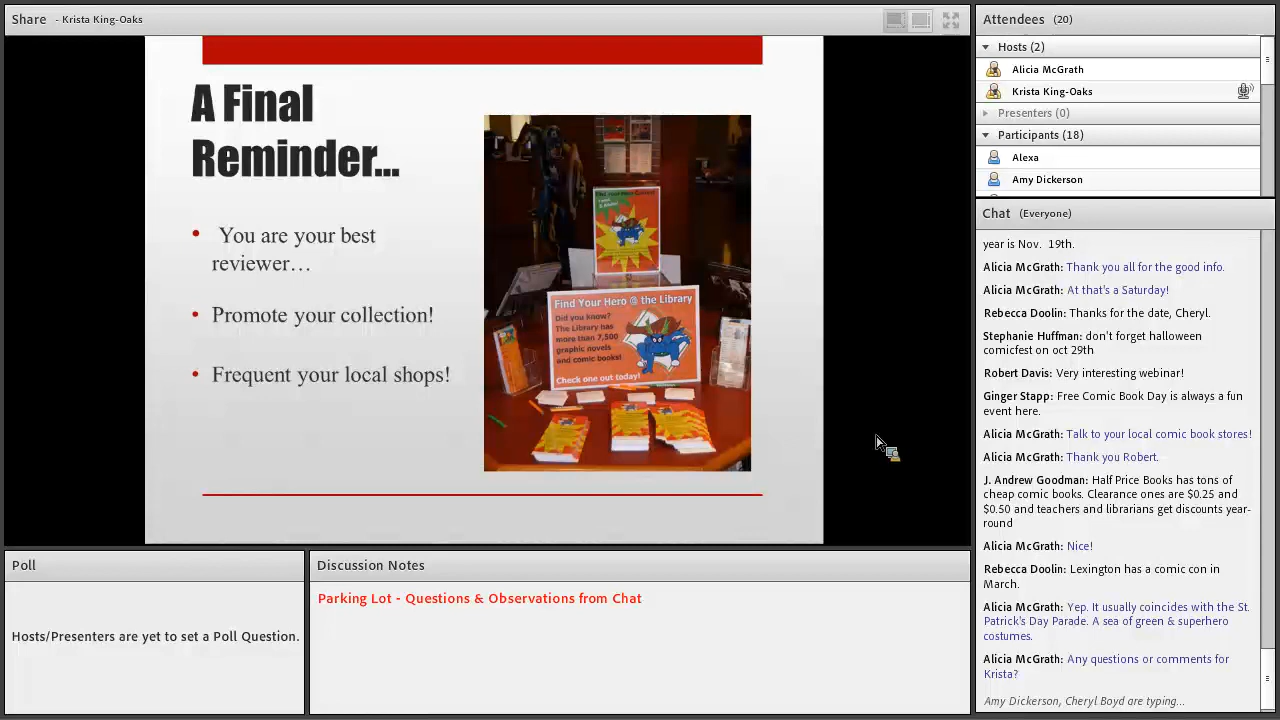 Share - Krista King-Oaks
A Final
Reminder...
• You are your best
reviewer…
• Promote your collection!
• Frequent your local shops!
Find Your Hero @ the Library
Did you know?
The Library has
more than 7,500
graphic novels
and comic books!
Check one out today!
Attendees (20)
Hosts (2)
Alicia McGrath
Krista King-Oaks
Presenters (0)
Participants (18)
Alexa
Amy Dickerson
Chat (Everyone)
year is Nov. 19th.
Alicia McGrath: Thank you all for the good info.
Alicia McGrath: At that's a Saturday!
Rebecca Doolin: Thanks for the date, Cheryl.
Stephanie Huffman: don't forget halloween
comicfest on oct 29th
Robert Davis: Very interesting webinar!
Ginger Stapp: Free Comic Book Day is always a fun
event here.
Alicia McGrath: Talk to your local comic book stores!
Alicia McGrath: Thank you Robert.
J. Andrew Goodman: Half Price Books has tons of
cheap comic books. Clearance ones are $0.25 and
$0.50 and teachers and librarians get discounts year-
round
Alicia McGrath: Nice!
Rebecca Doolin: Lexington has a comic con in
March.
Alicia McGrath: Yep. It usually coincides with the St.
Patrick's Day Parade. A sea of green & superhero
costumes.
Alicia McGrath: Any questions or comments for
Krista?
Amy Dickerson, Cheryl Boyd are typing...
Poll
Hosts/Presenters are yet to set a Poll Question.
Discussion Notes
Parking Lot - Questions & Observations from Chat